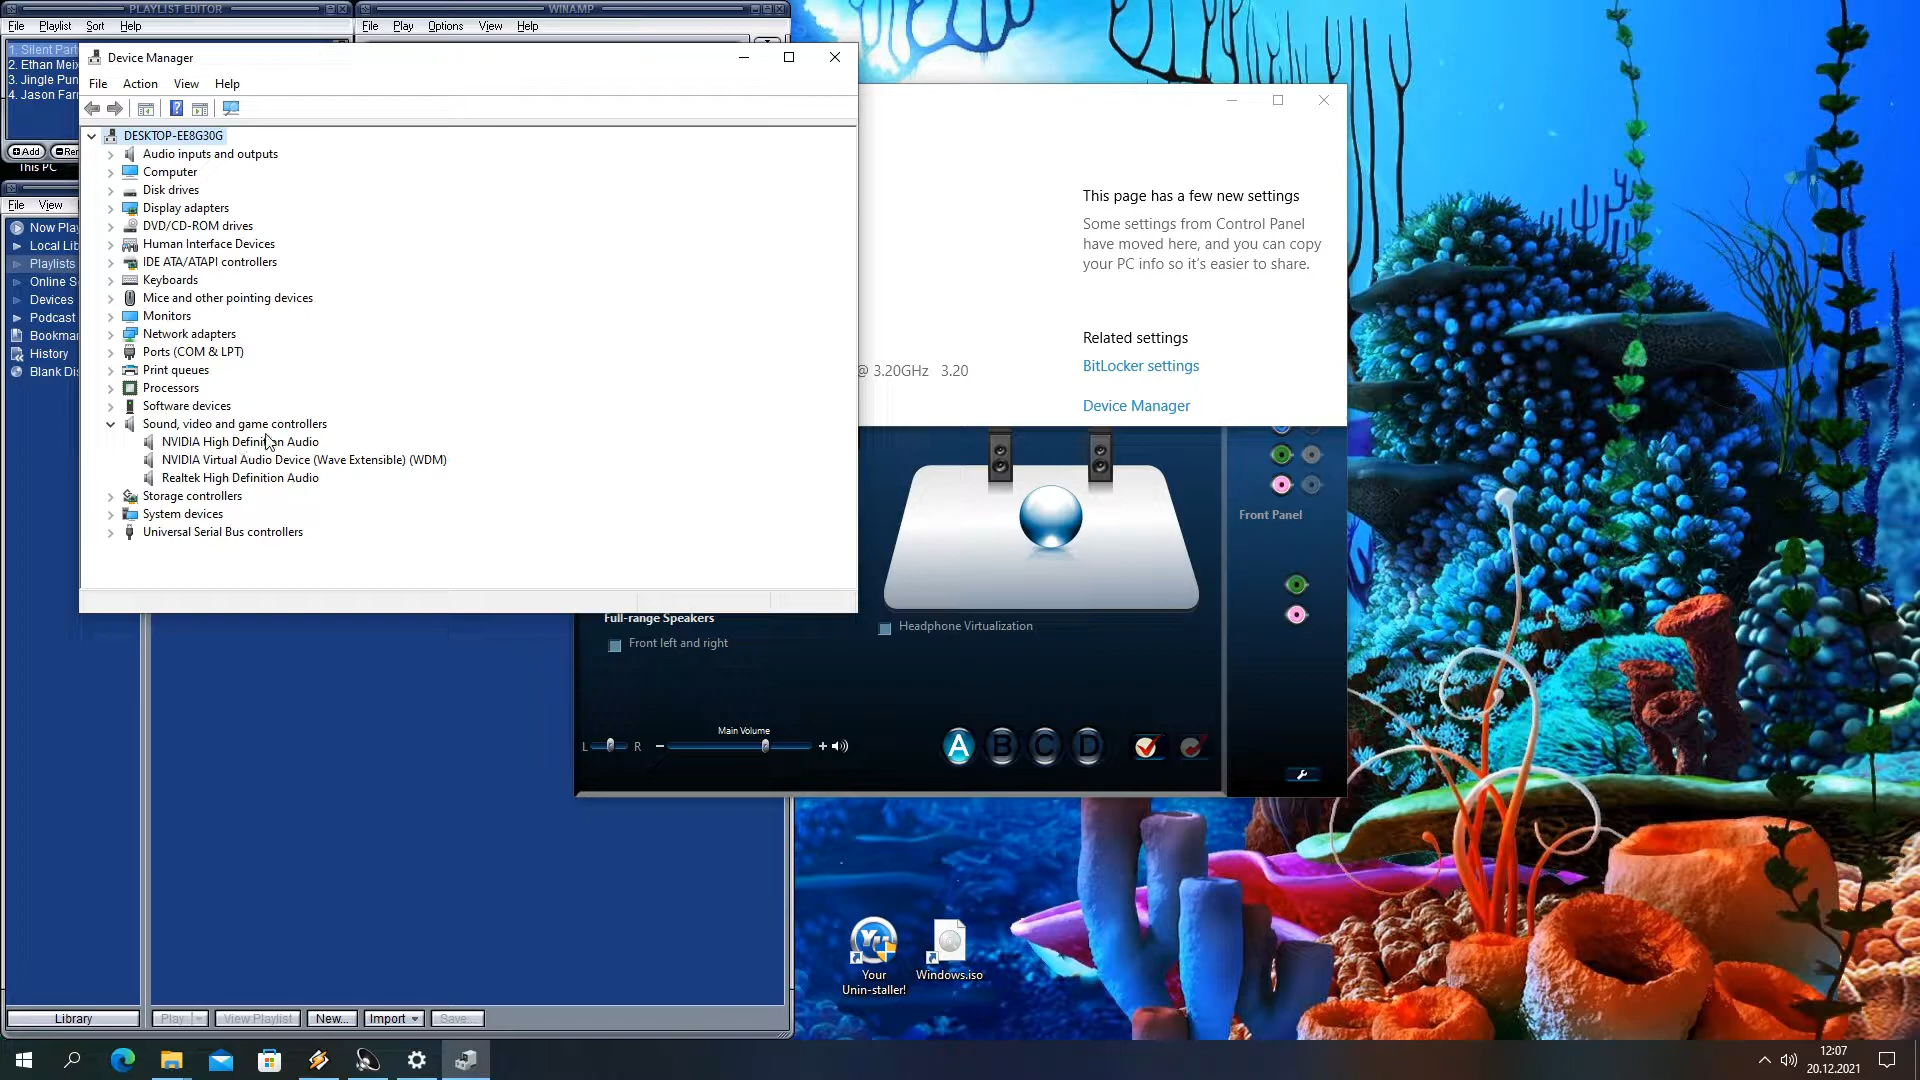 PLAYLIST EDITOR
File Playlist Sort Help
1. Silent Part
2. Ethan Meix
3. Jingle Pun
4. Jason Farn
Add
This PC
WINAMP
File Play Options View Help
Device Manager
File Action View Help
DESKTOP-EE8G30G
Audio inputs and outputs
Computer
Disk drives
Display adapters
DVD/CD-ROM drives
Human Interface Devices
IDE ATA/ATAPI controllers
Keyboards
Mice and other pointing devices
Monitors
Network adapters
Ports (COM & LPT)
Print queues
Processors
Software devices
Sound, video and game controllers
NVIDIA High Definition Audio
NVIDIA Virtual Audio Device (Wave Extensible) (WDM)
Realtek High Definition Audio
Storage controllers
System devices
Universal Serial Bus controllers
File View
Now Play
Local Lib
Playlists
Online S
Devices
Podcast
Bookmar
History
Blank Dis
Library
Play View Playlist New... Import Save...
This page has a few new settings
Some settings from Control Panel
have moved here, and you can copy
your PC info so it's easier to share.
Related settings
BitLocker settings
Device Manager
@ 3.20GHz 3.20
Front Panel
Full-range Speakers
Front left and right
Headphone Virtualization
Main Volume
L R
A B C D
Your
Unin-staller!
Windows.iso
12:07
20.12.2021